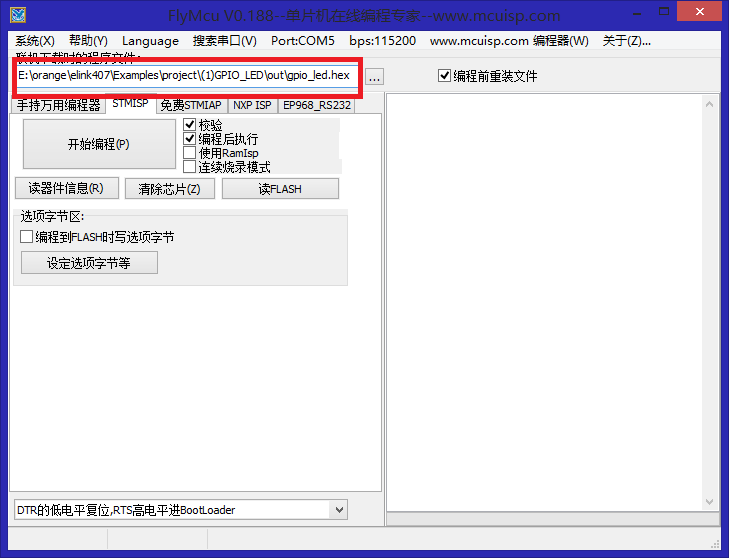 FlyMcu V0.188--单片机在线编程专家--www.mcuisp.com
系统(X) 帮助(Y) Language 搜索串口(V) Port:COM5 bps:115200 www.mcuisp.com 编程器(W) 关于(Z)...
联机下载时的程序文件:
E:\orange\elink407\Examples\project\(1)GPIO_LED\out\gpio_led.hex ... 编程前重装文件
手持万用编程器 STMISP 免费STMIAP NXP ISP EP968_RS232
开始编程(P)
校验
编程后执行
使用RamIsp
连续烧录模式
读器件信息(R) 清除芯片(Z) 读FLASH
选项字节区:
编程到FLASH时写选项字节
设定选项字节等
DTR的低电平复位,RTS高电平进BootLoader